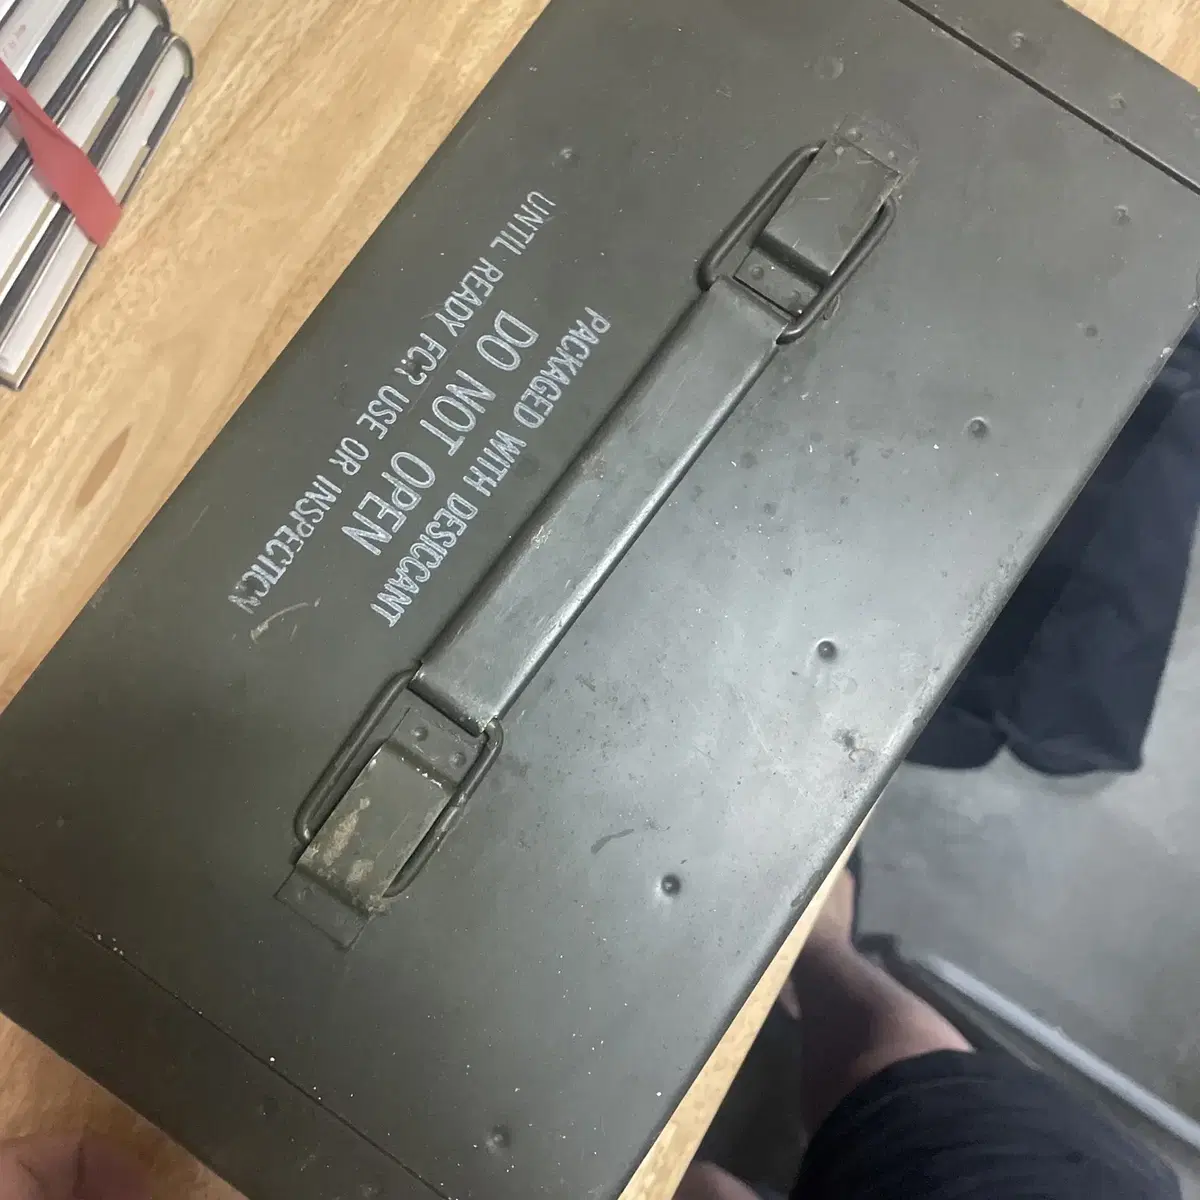 PACKAGED WITH DESICCANT
DO NOT OPEN
UNTIL READY FOR USE OR INSPECTION